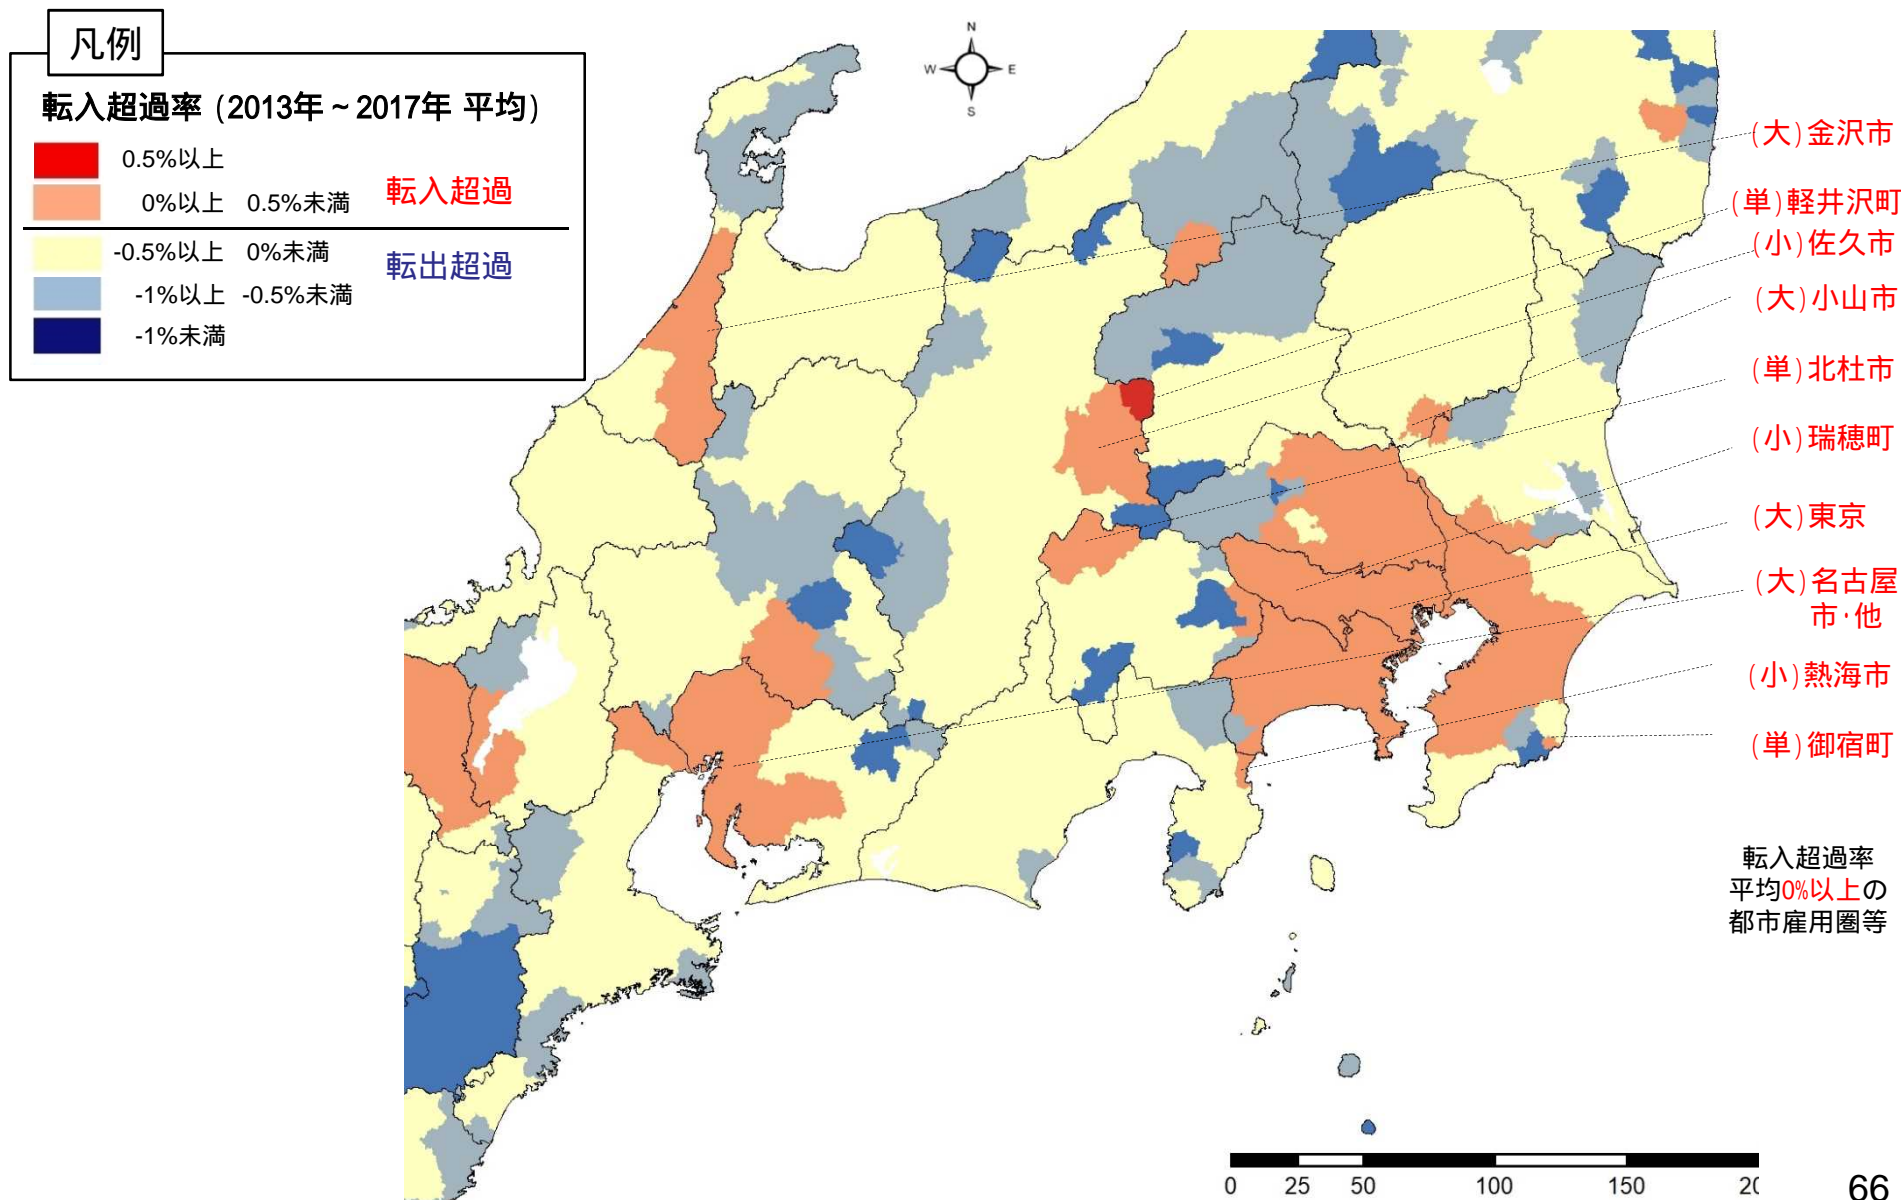 凡例
転入超過率 (2013年~2017年 平均)
0.5%以上
0%以上 0.5%未満
転入超過
-0.5%以上 0%未満
転出超過
-1%以上 -0.5%未満
-1%未満
N
W E
S
(大)金沢市
(単)軽井沢町
(小)佐久市
(大)小山市
(単)北杜市
(小)瑞穂町
(大)東京
(大)名古屋
市・他
(小)熱海市
(単)御宿町
転入超過率
平均0%以上の
都市雇用圏等
0 25 50 100 150 20
66